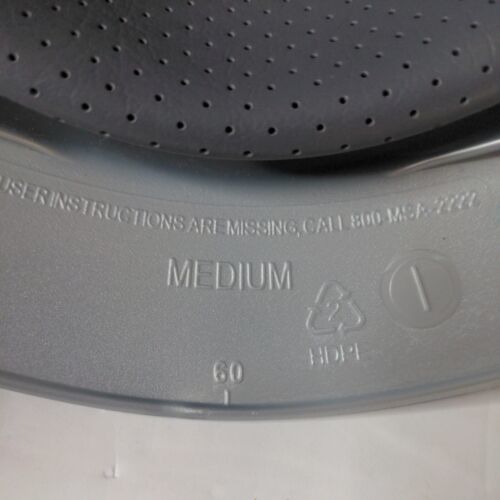 USER INSTRUCTIONS ARE MISSING, CALL 800 MSA-2222
MEDIUM
2
HDPE
60